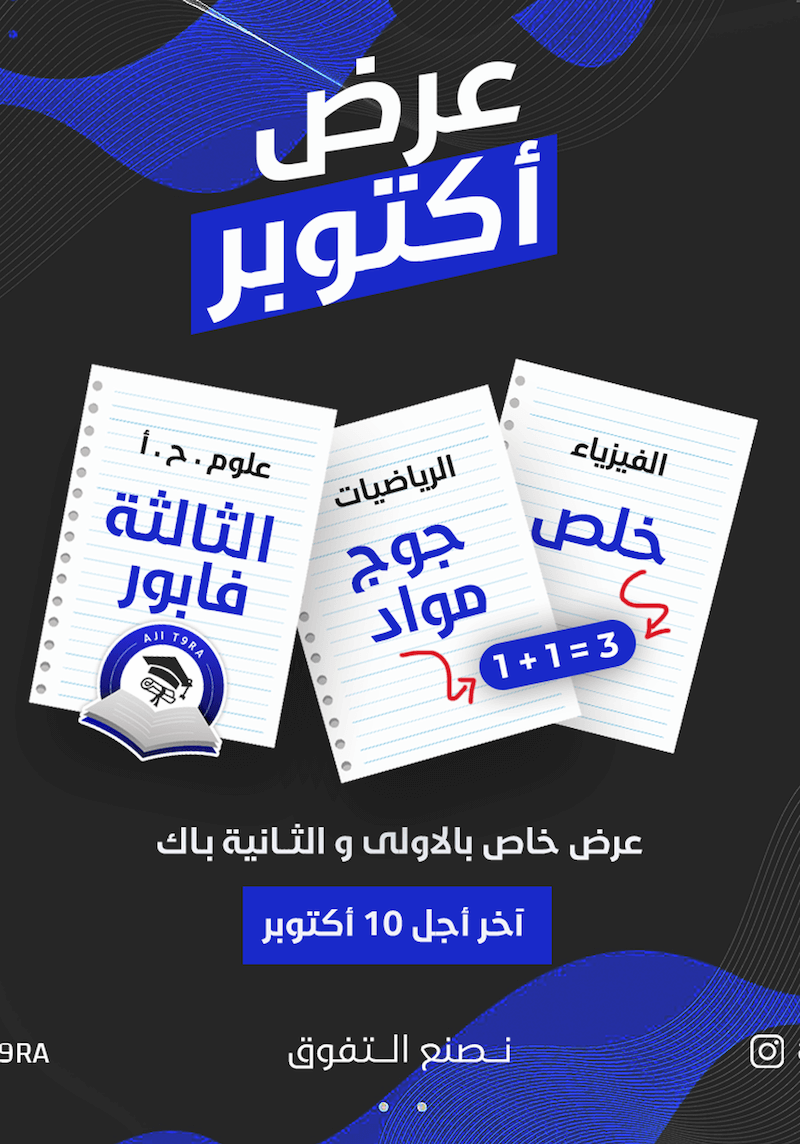 عرض
أكتوبر
الفيزياء
خلص
الرياضيات
جوج
مواد
1 + 1 = 3
علوم . ح . أ
الثالثة
فابور
AJI T9RA
عرض خاص بالاولى و الثانية باك
آخر أجل 10 أكتوبر
نصنع التفوق
9RA